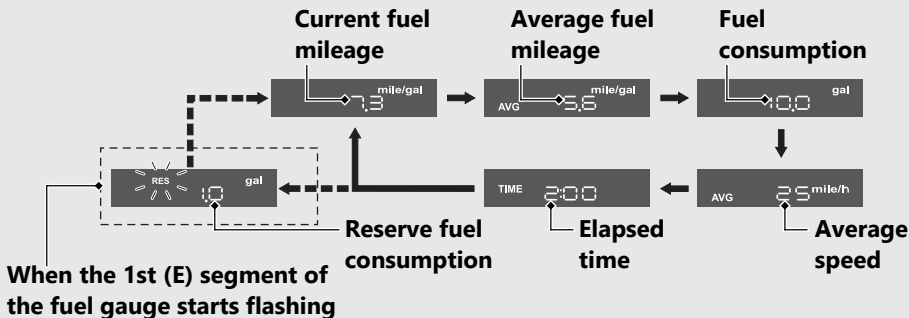 Current fuel
mileage
Average fuel
mileage
Fuel
consumption
mile/gal
7.3
mile/gal
AVG 5.6
gal
10.0
RES gal
1.0
TIME 2:00
AVG 25 mile/h
Reserve fuel
consumption
Elapsed
time
Average
speed
When the 1st (E) segment of
the fuel gauge starts flashing